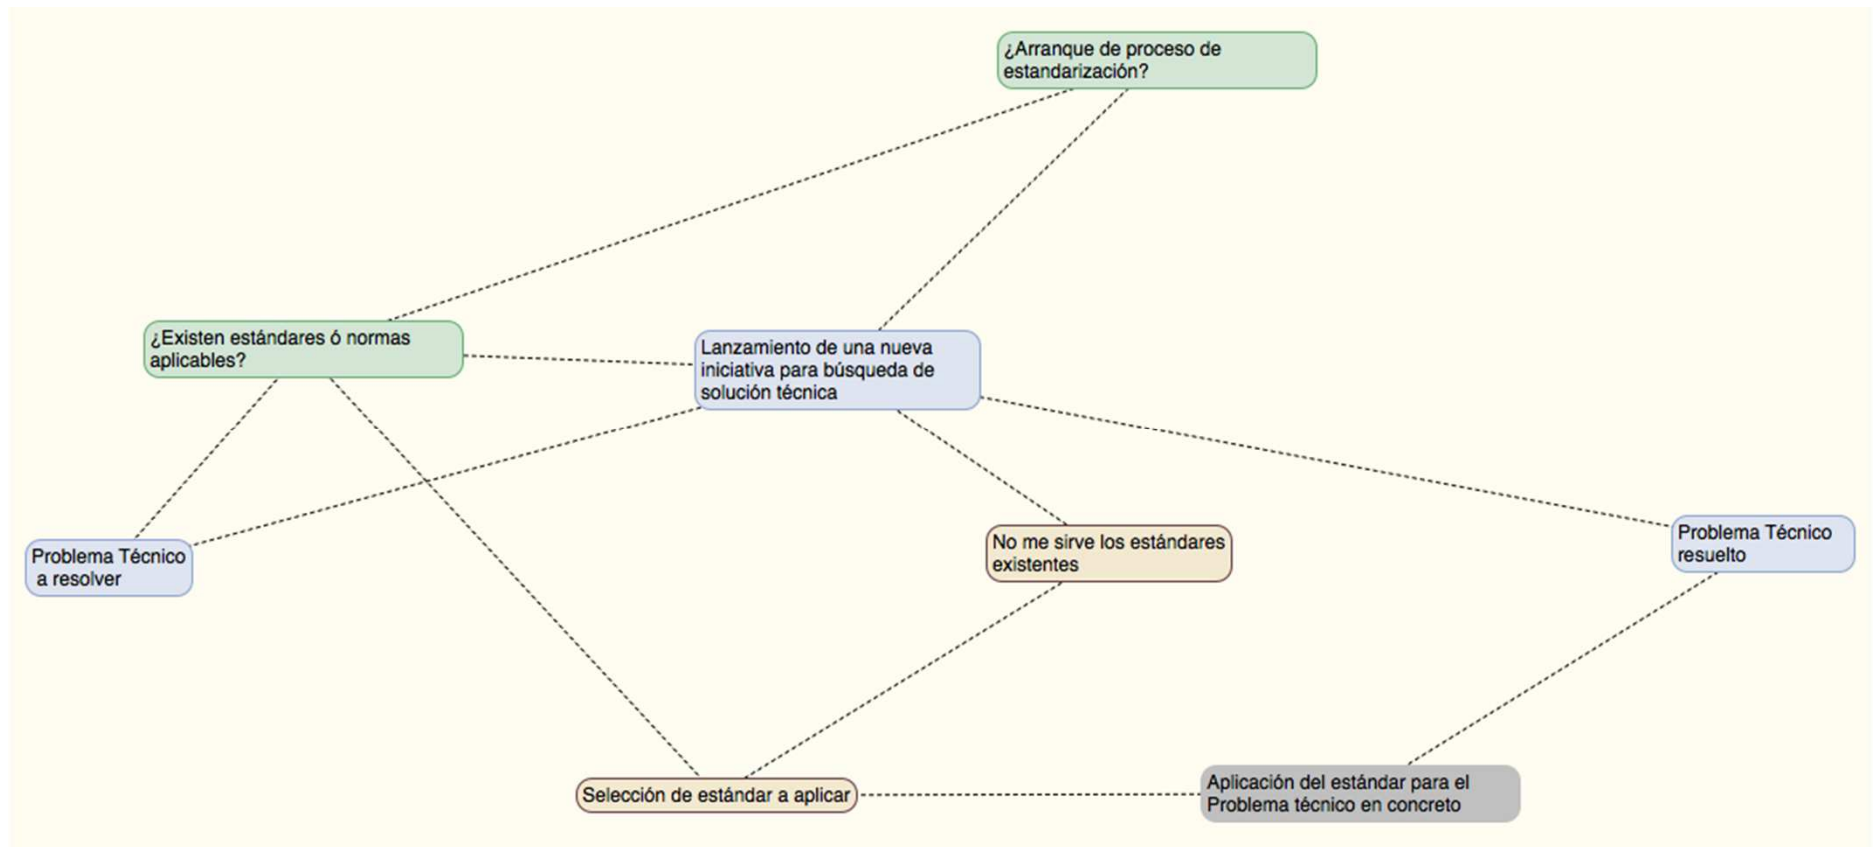 ¿Arranque de proceso de
estandarización?
¿Existen estándares ó normas
aplicables?
Lanzamiento de una nueva
iniciativa para búsqueda de
solución técnica
Problema Técnico
a resolver
No me sirve los estándares
existentes
Problema Técnico
resuelto
Selección de estándar a aplicar
Aplicación del estándar para el
Problema técnico en concreto